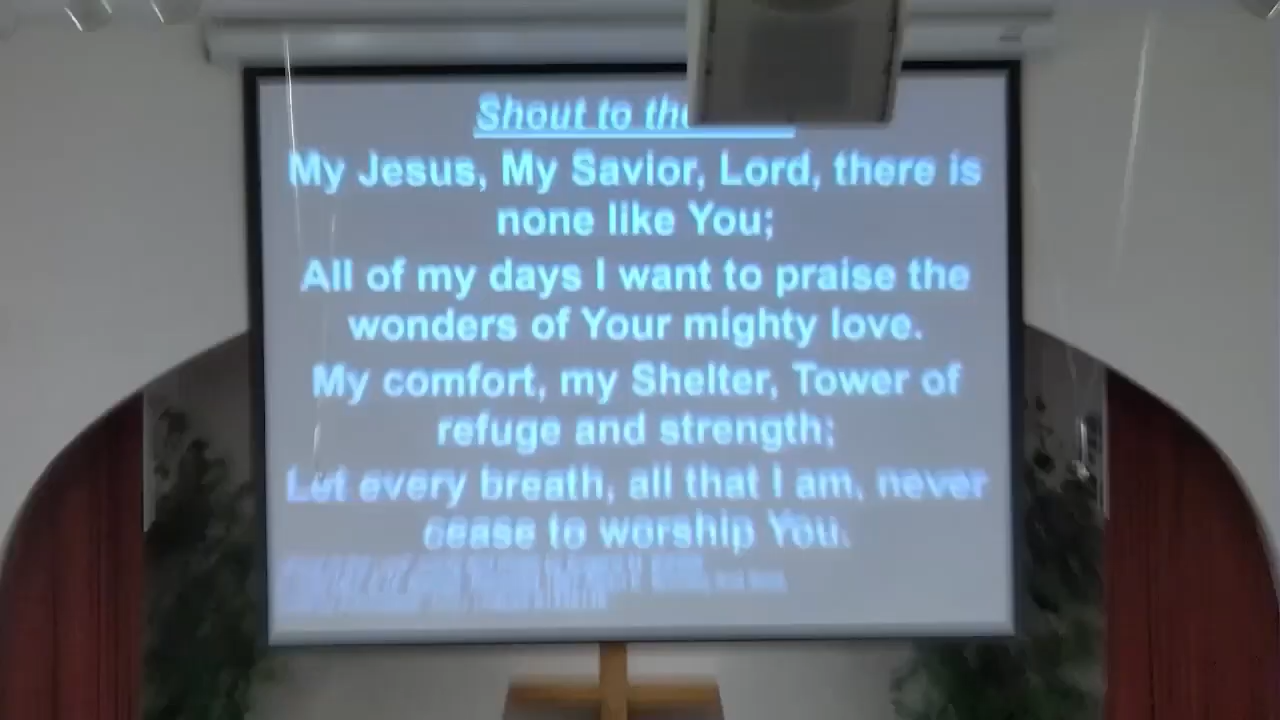 Shout to the
My Jesus, My Savior, Lord, there is
none like You;
All of my days I want to praise the
wonders of Your mighty love.
My comfort, my Shelter, Tower of
refuge and strength;
Let every breath, all that I am, never
cease to worship You.